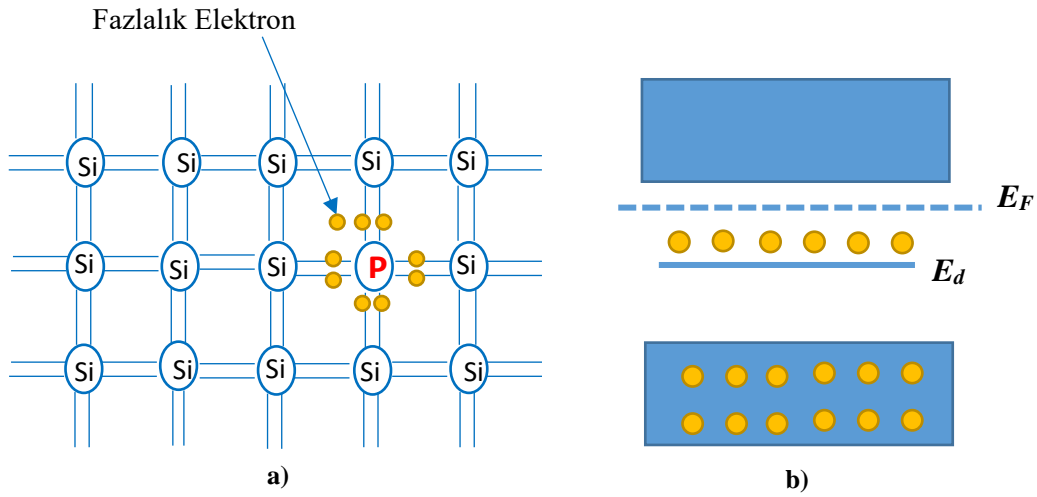 Fazlalık Elektron
Si Si Si Si Si
Si Si Si P Si
Si Si Si Si Si
a)
E_F
E_d
b)